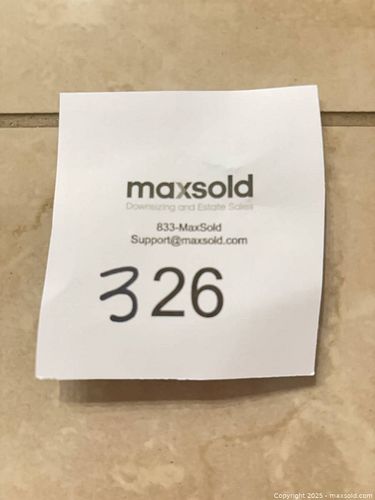 maxsold
Downsizing and Estate Sales
833-MaxSold
Support@maxsold.com
326
Copyright 2025 - maxsold.com